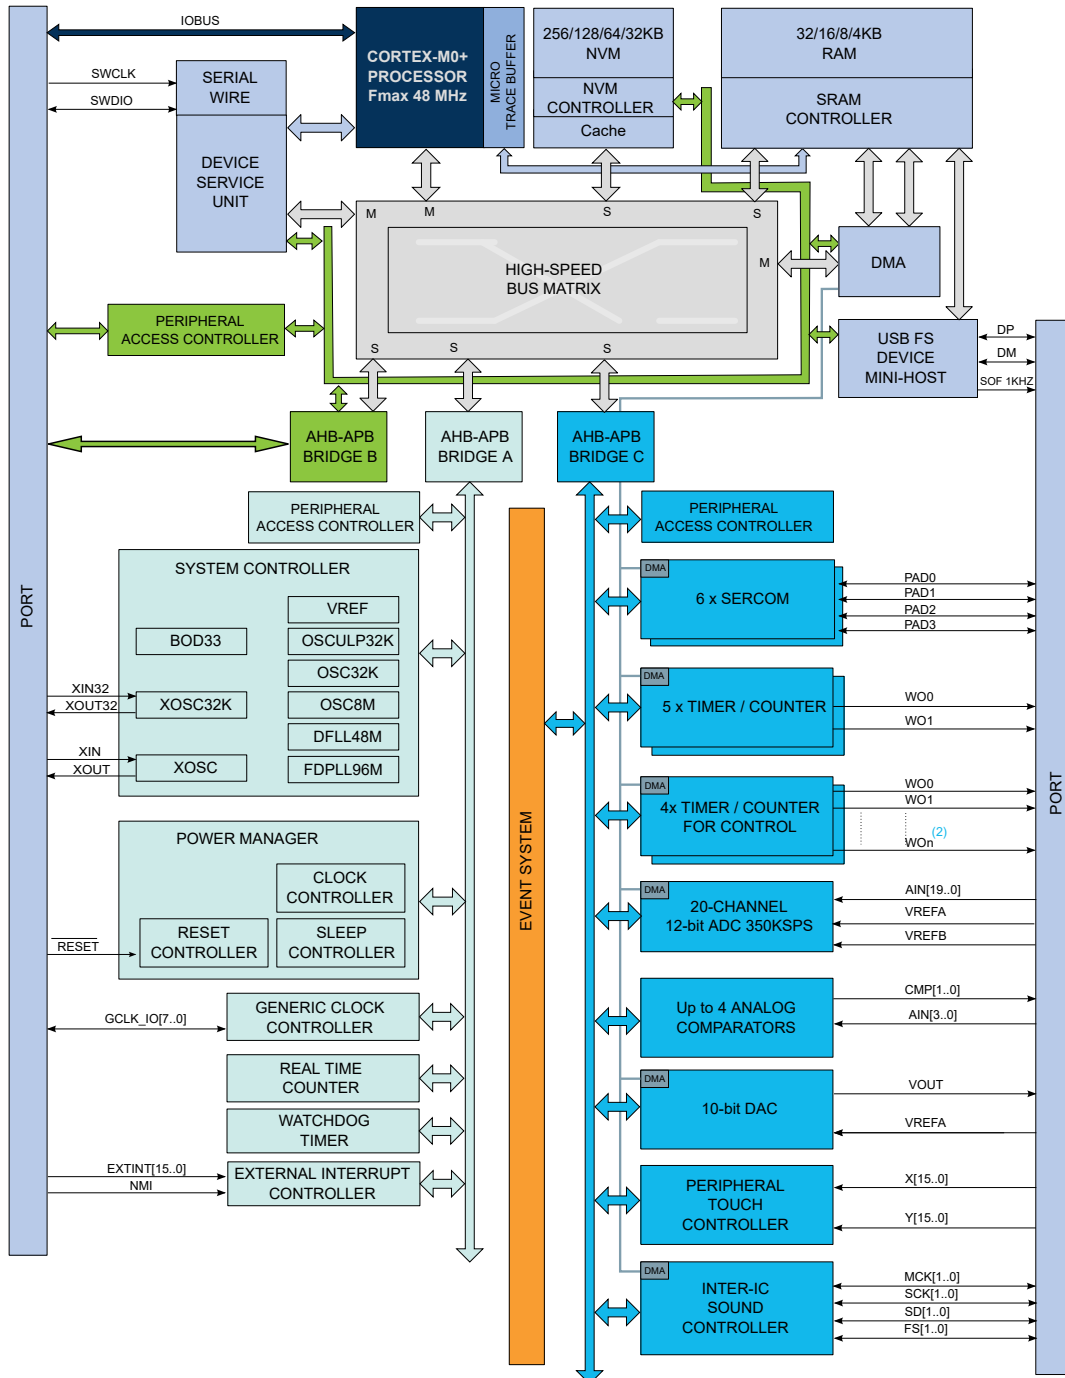 IOBUS
CORTEX-M0+
PROCESSOR
Fmax 48 MHz
MICRO
TRACE BUFFER
256/128/64/32KB
NVM
NVM
CONTROLLER
Cache
32/16/8/4KB
RAM
SRAM
CONTROLLER
SWCLK
SWDIO
SERIAL
WIRE
DEVICE
SERVICE
UNIT
M
M
S
S
M
HIGH-SPEED
BUS MATRIX
S
S
S
DMA
PERIPHERAL
ACCESS CONTROLLER
USB FS
DEVICE
MINI-HOST
DP
DM
SOF 1KHZ
AHB-APB
BRIDGE B
AHB-APB
BRIDGE A
AHB-APB
BRIDGE C
PORT
PORT
EVENT SYSTEM
PERIPHERAL
ACCESS CONTROLLER
SYSTEM CONTROLLER
VREF
BOD33
OSCULP32K
OSC32K
XIN32
XOUT32
XOSC32K
OSC8M
DFLL48M
XIN
XOUT
XOSC
FDPLL96M
POWER MANAGER
CLOCK
CONTROLLER
RESET
RESET
CONTROLLER
SLEEP
CONTROLLER
GCLK_IO[7..0]
GENERIC CLOCK
CONTROLLER
REAL TIME
COUNTER
WATCHDOG
TIMER
EXTINT[15..0]
NMI
EXTERNAL INTERRUPT
CONTROLLER
PERIPHERAL
ACCESS CONTROLLER
DMA
6 x SERCOM
PAD0
PAD1
PAD2
PAD3
DMA
5 x TIMER / COUNTER
WO0
WO1
DMA
4x TIMER / COUNTER
FOR CONTROL
WO0
WO1
(2)
WOn
DMA
20-CHANNEL
12-bit ADC 350KSPS
AIN[19..0]
VREFA
VREFB
Up to 4 ANALOG
COMPARATORS
CMP[1..0]
AIN[3..0]
DMA
10-bit DAC
VOUT
VREFA
PERIPHERAL
TOUCH
CONTROLLER
X[15..0]
Y[15..0]
DMA
INTER-IC
SOUND
CONTROLLER
MCK[1..0]
SCK[1..0]
SD[1..0]
FS[1..0]